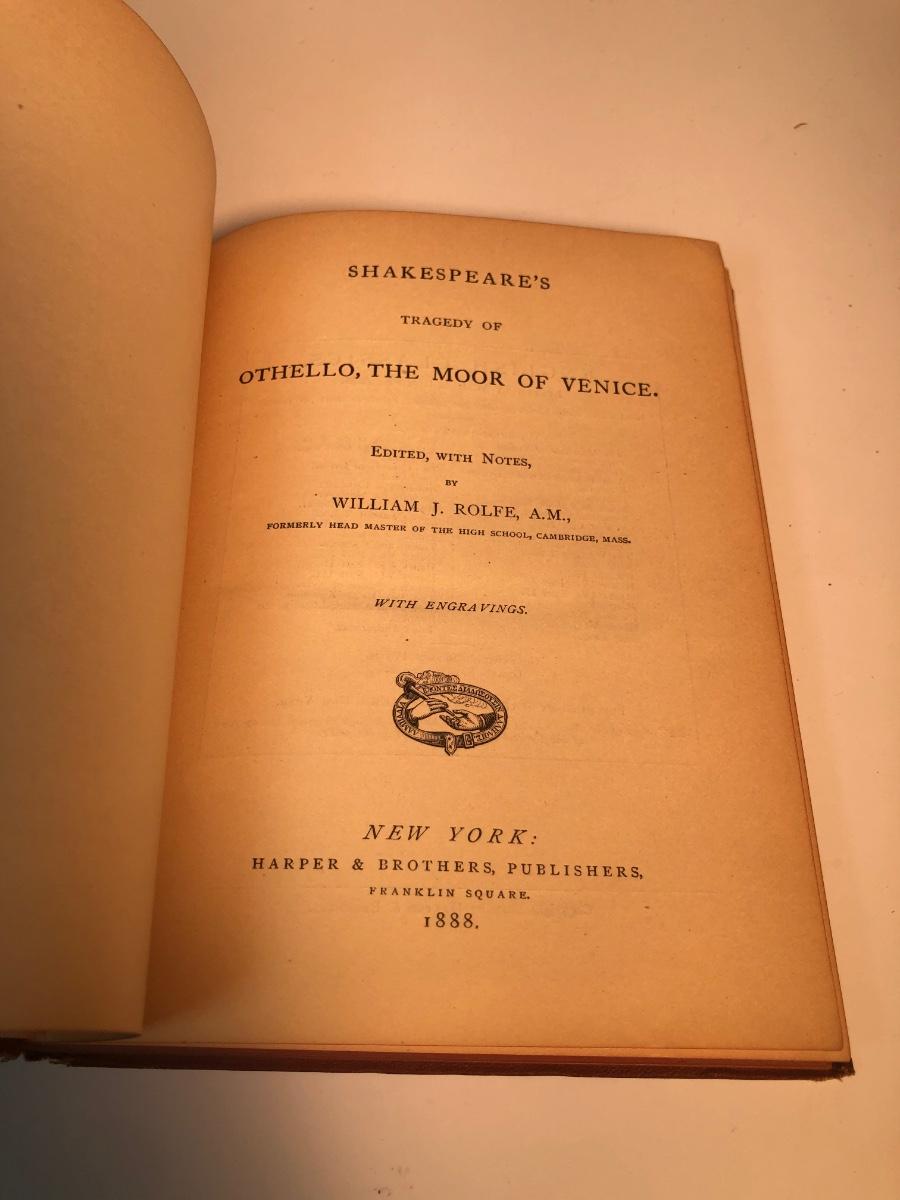 SHAKESPEARE'S
TRAGEDY OF
OTHELLO, THE MOOR OF VENICE.
EDITED, WITH NOTES,
BY
WILLIAM J. ROLFE, A.M.,
FORMERLY HEAD MASTER OF THE HIGH SCHOOL, CAMBRIDGE, MASS.
WITH ENGRAVINGS.
NEW YORK:
HARPER & BROTHERS, PUBLISHERS,
FRANKLIN SQUARE.
1888.